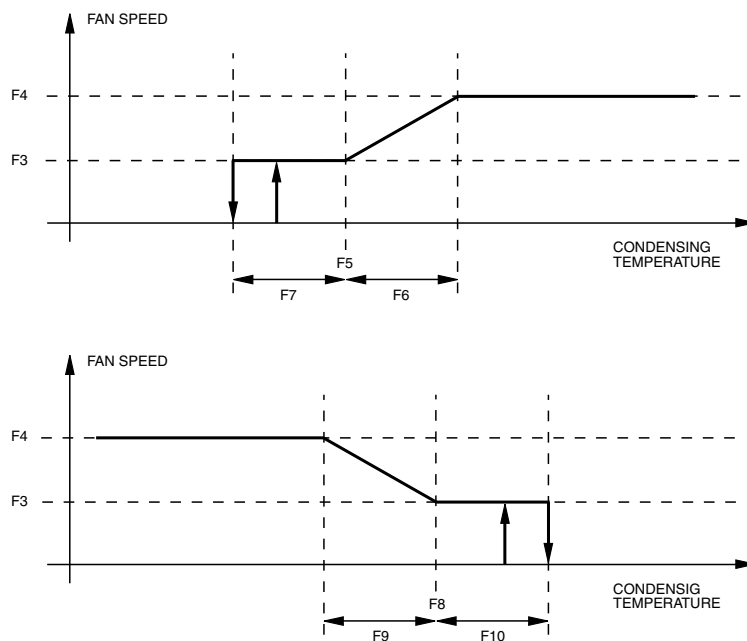 FAN SPEED
F4
F3
CONDENSING
TEMPERATURE
F5
F7
F6
FAN SPEED
F4
F3
CONDENSIG
TEMPERATURE
F8
F9
F10